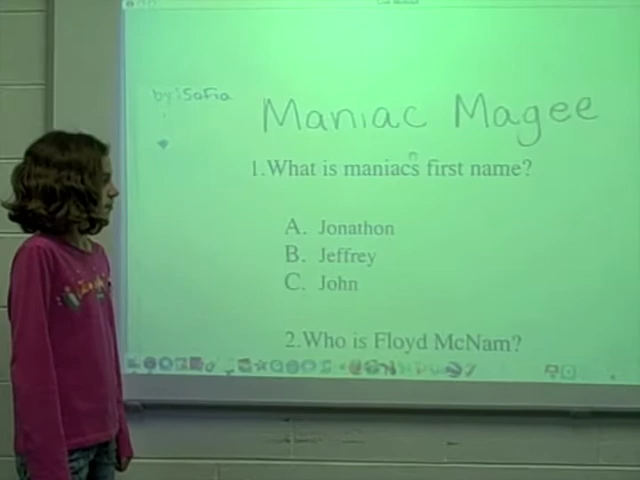 by: Sofia
Maniac Magee
1.What is maniacs first name?
A. Jonathon
B. Jeffrey
C. John
2.Who is Floyd McNam?